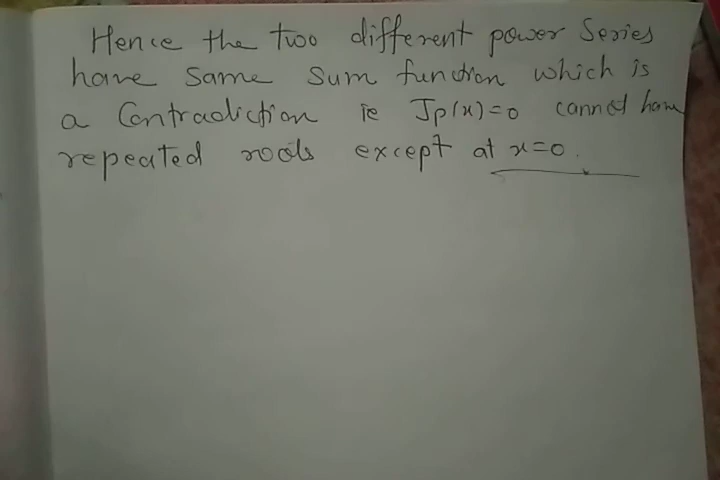 Hence the two different power Series
have same sum function which is
a Contradiction ie Jp(x)=0 cannot have
repeated roots except at x=0.